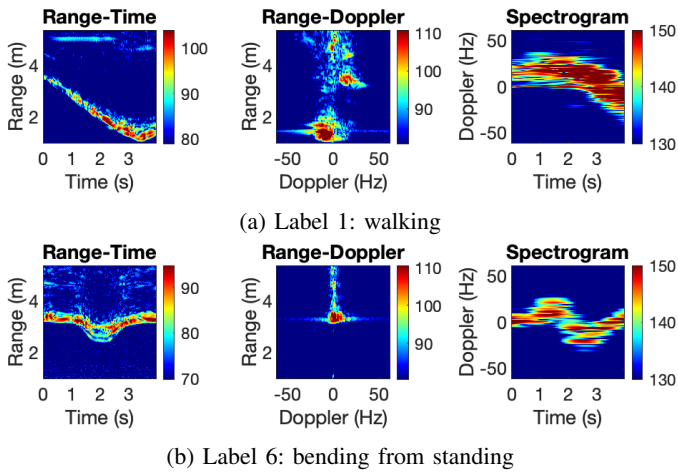 Range-Time Range-Doppler Spectrogram
Range (m) 4 2 100 90 80
Range (m) 4 2 110 100 90
Doppler (Hz) 50 0 -50 150 140 130
0 1 2 3 -50 0 50 0 1 2 3
Time (s) Doppler (Hz) Time (s)
(a) Label 1: walking
Range-Time Range-Doppler Spectrogram
Range (m) 4 2 90 80 70
Range (m) 4 2 110 100 90
Doppler (Hz) 50 0 -50 150 140 130
0 1 2 3 -50 0 50 0 1 2 3
Time (s) Doppler (Hz) Time (s)
(b) Label 6: bending from standing